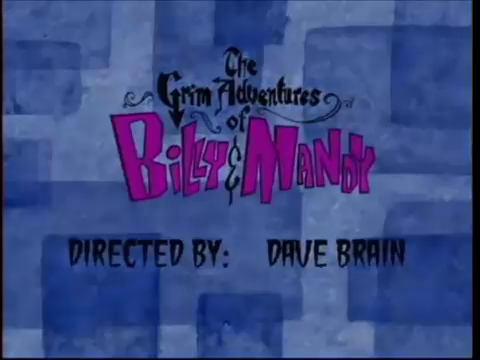 The
Grim Adventures
of
BILLY & MANDY
DIRECTED BY: DAVE BRAIN